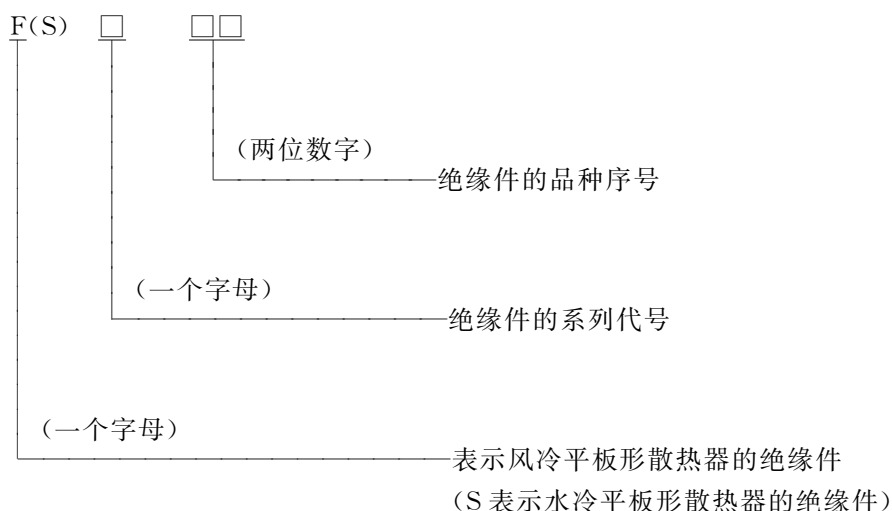 F(S) □ □□
(两位数字)
绝缘件的品种序号
(一个字母)
绝缘件的系列代号
(一个字母)
表示风冷平板形散热器的绝缘件
(S 表示水冷平板形散热器的绝缘件)